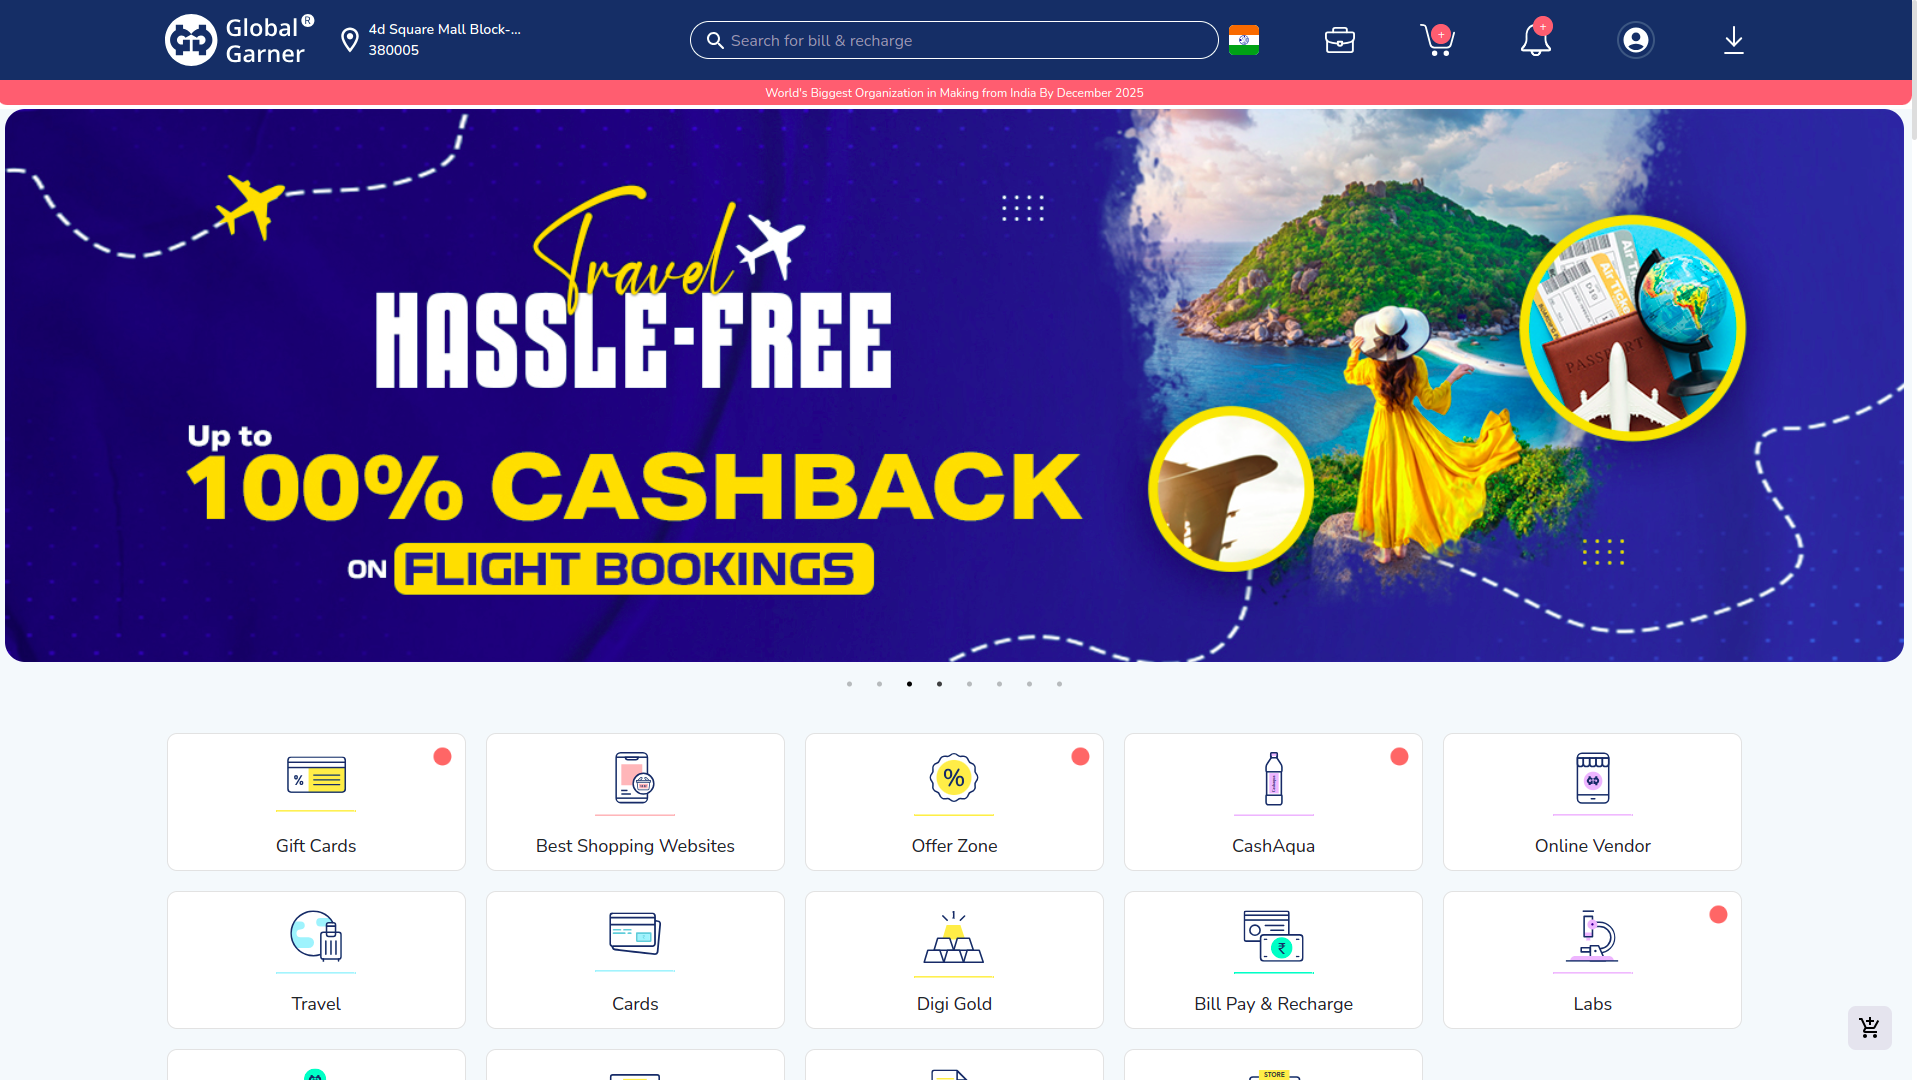 Global
Garner
R
4d Square Mall Block-...
380005
Search for bill & recharge
World's Biggest Organization in Making from India By December 2025
Travel
HASSLE-FREE
Up to
100% CASHBACK
ON FLIGHT BOOKINGS
PASSPORT
Gift Cards
Best Shopping Websites
Offer Zone
CashAqua
Online Vendor
Travel
Cards
Digi Gold
Bill Pay & Recharge
Labs
STORE